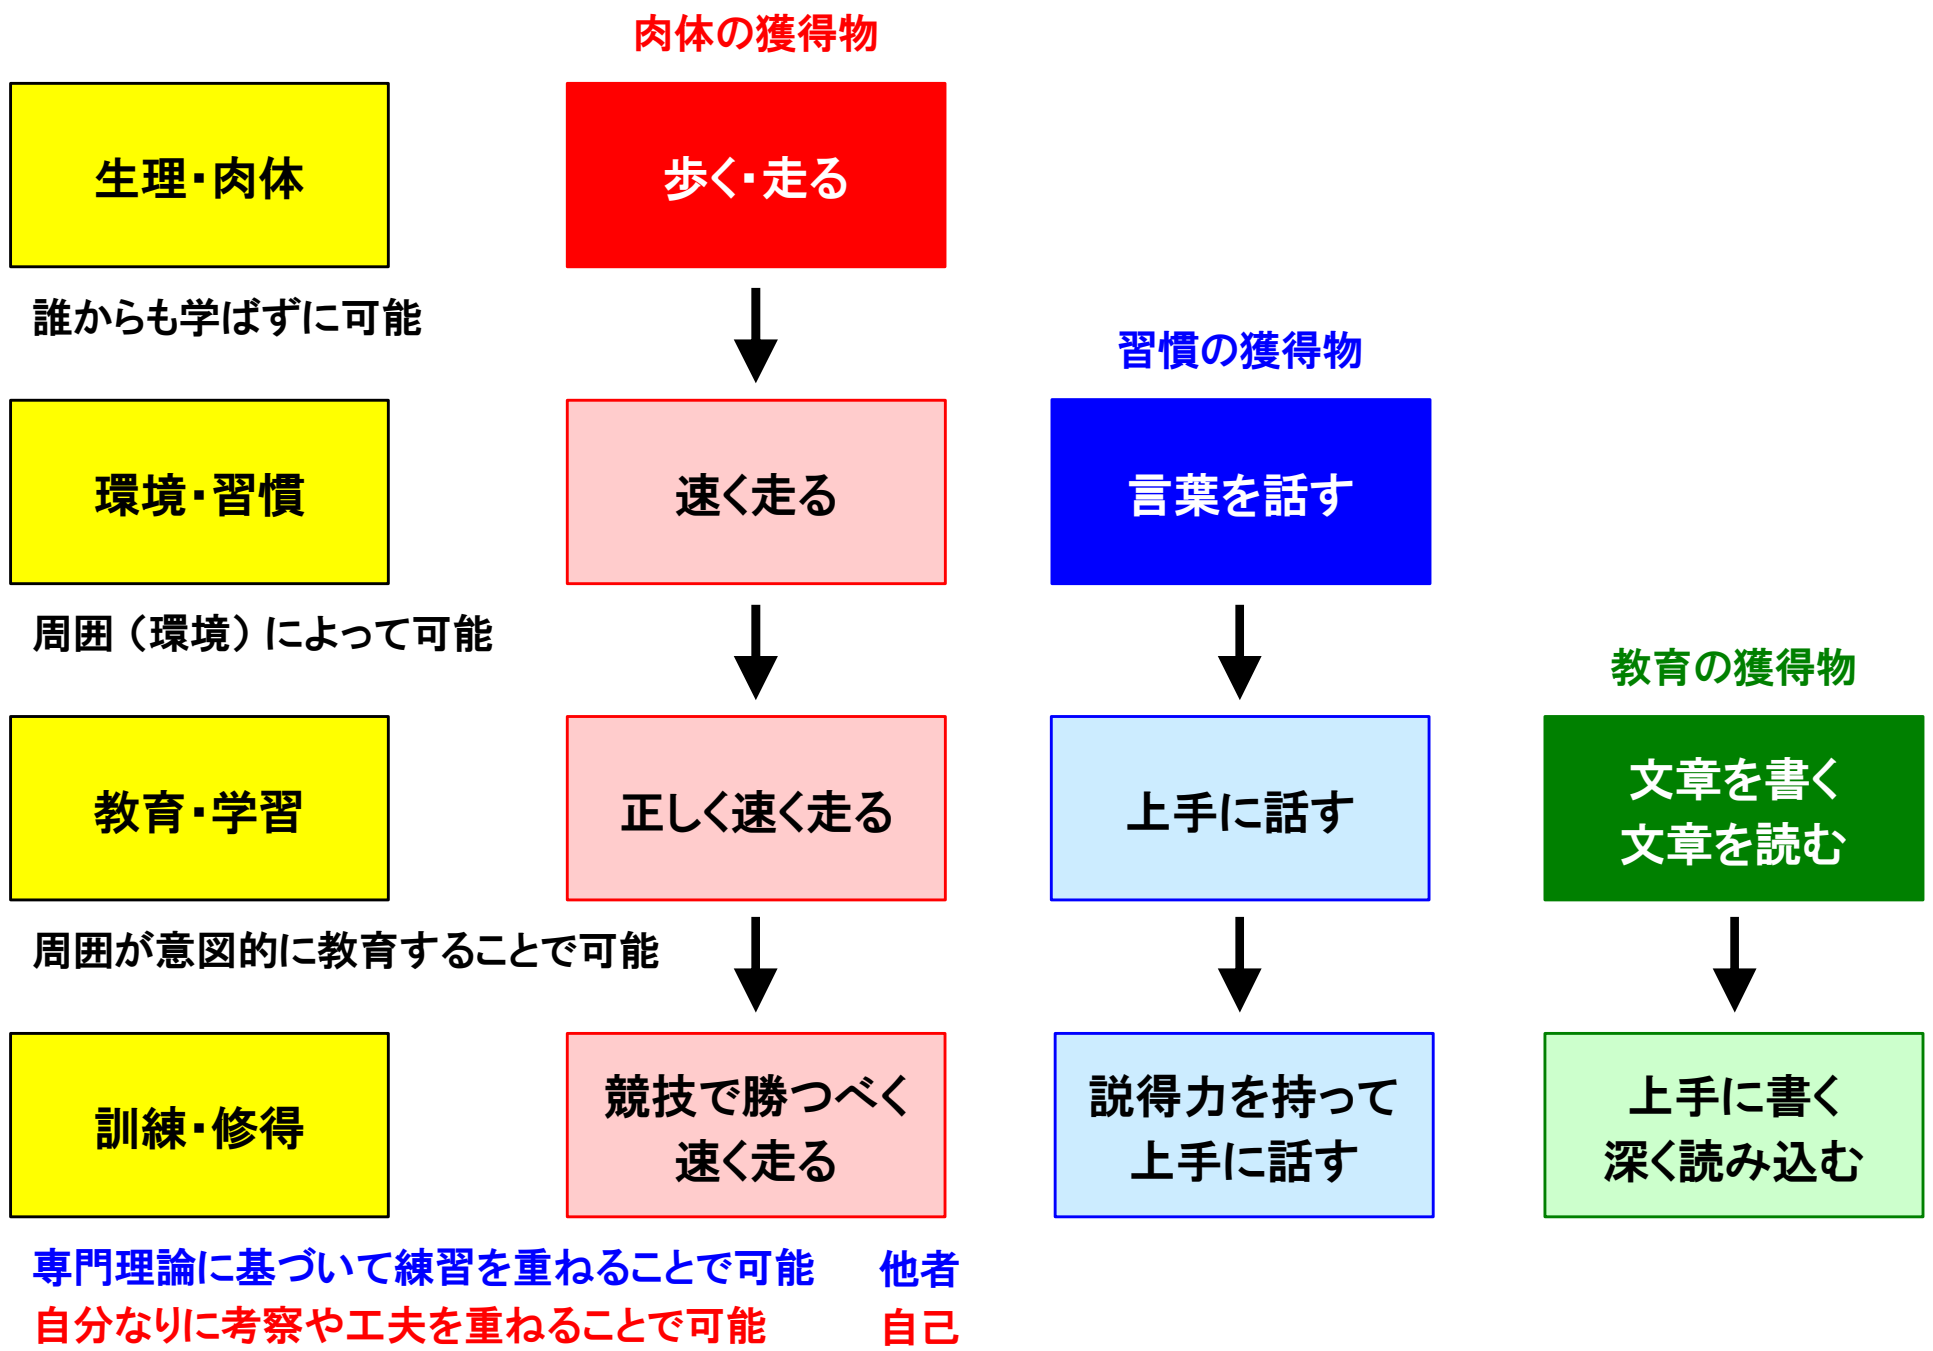 肉体の獲得物
生理・肉体
歩く・走る
誰からも学ばずに可能
習慣の獲得物
環境・習慣
速く走る
言葉を話す
周囲（環境）によって可能
教育の獲得物
教育・学習
正しく速く走る
上手に話す
文章を書く
文章を読む
周囲が意図的に教育することで可能
訓練・修得
競技で勝つべく
速く走る
説得力を持って
上手に話す
上手に書く
深く読み込む
専門理論に基づいて練習を重ねることで可能 他者
自分なりに考察や工夫を重ねることで可能 自己